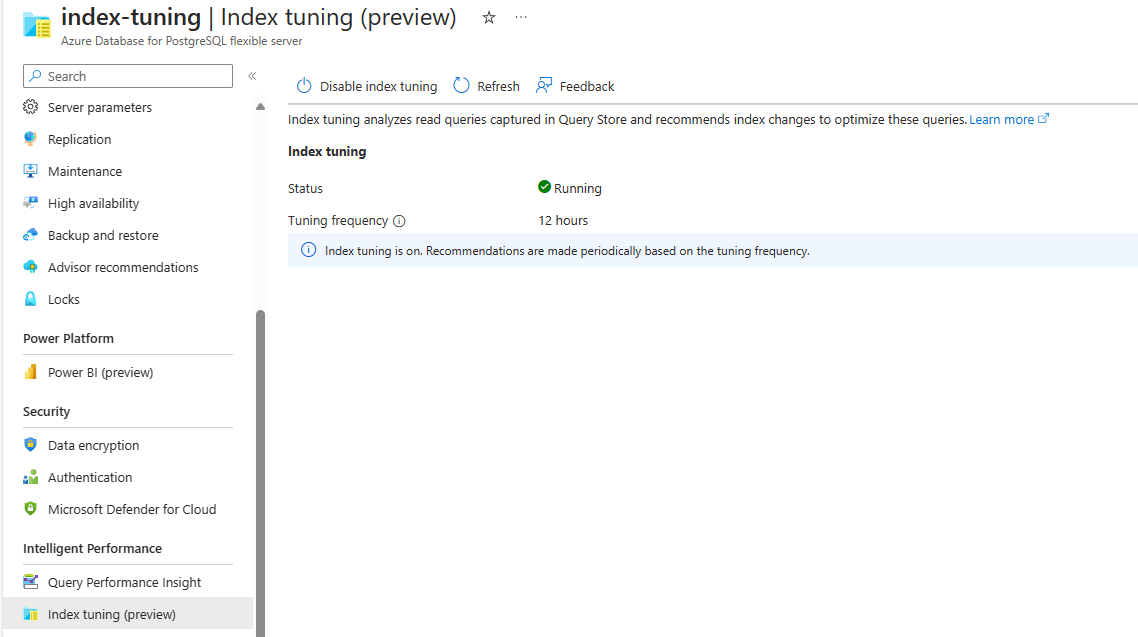 index-tuning | Index tuning (preview)
Azure Database for PostgreSQL flexible server
Search
Server parameters
Replication
Maintenance
High availability
Backup and restore
Advisor recommendations
Locks
Power Platform
Power BI (preview)
Security
Data encryption
Authentication
Microsoft Defender for Cloud
Intelligent Performance
Query Performance Insight
Index tuning (preview)
Disable index tuning Refresh Feedback
Index tuning analyzes read queries captured in Query Store and recommends index changes to optimize these queries. Learn more
Index tuning
Status Running
Tuning frequency 12 hours
Index tuning is on. Recommendations are made periodically based on the tuning frequency.